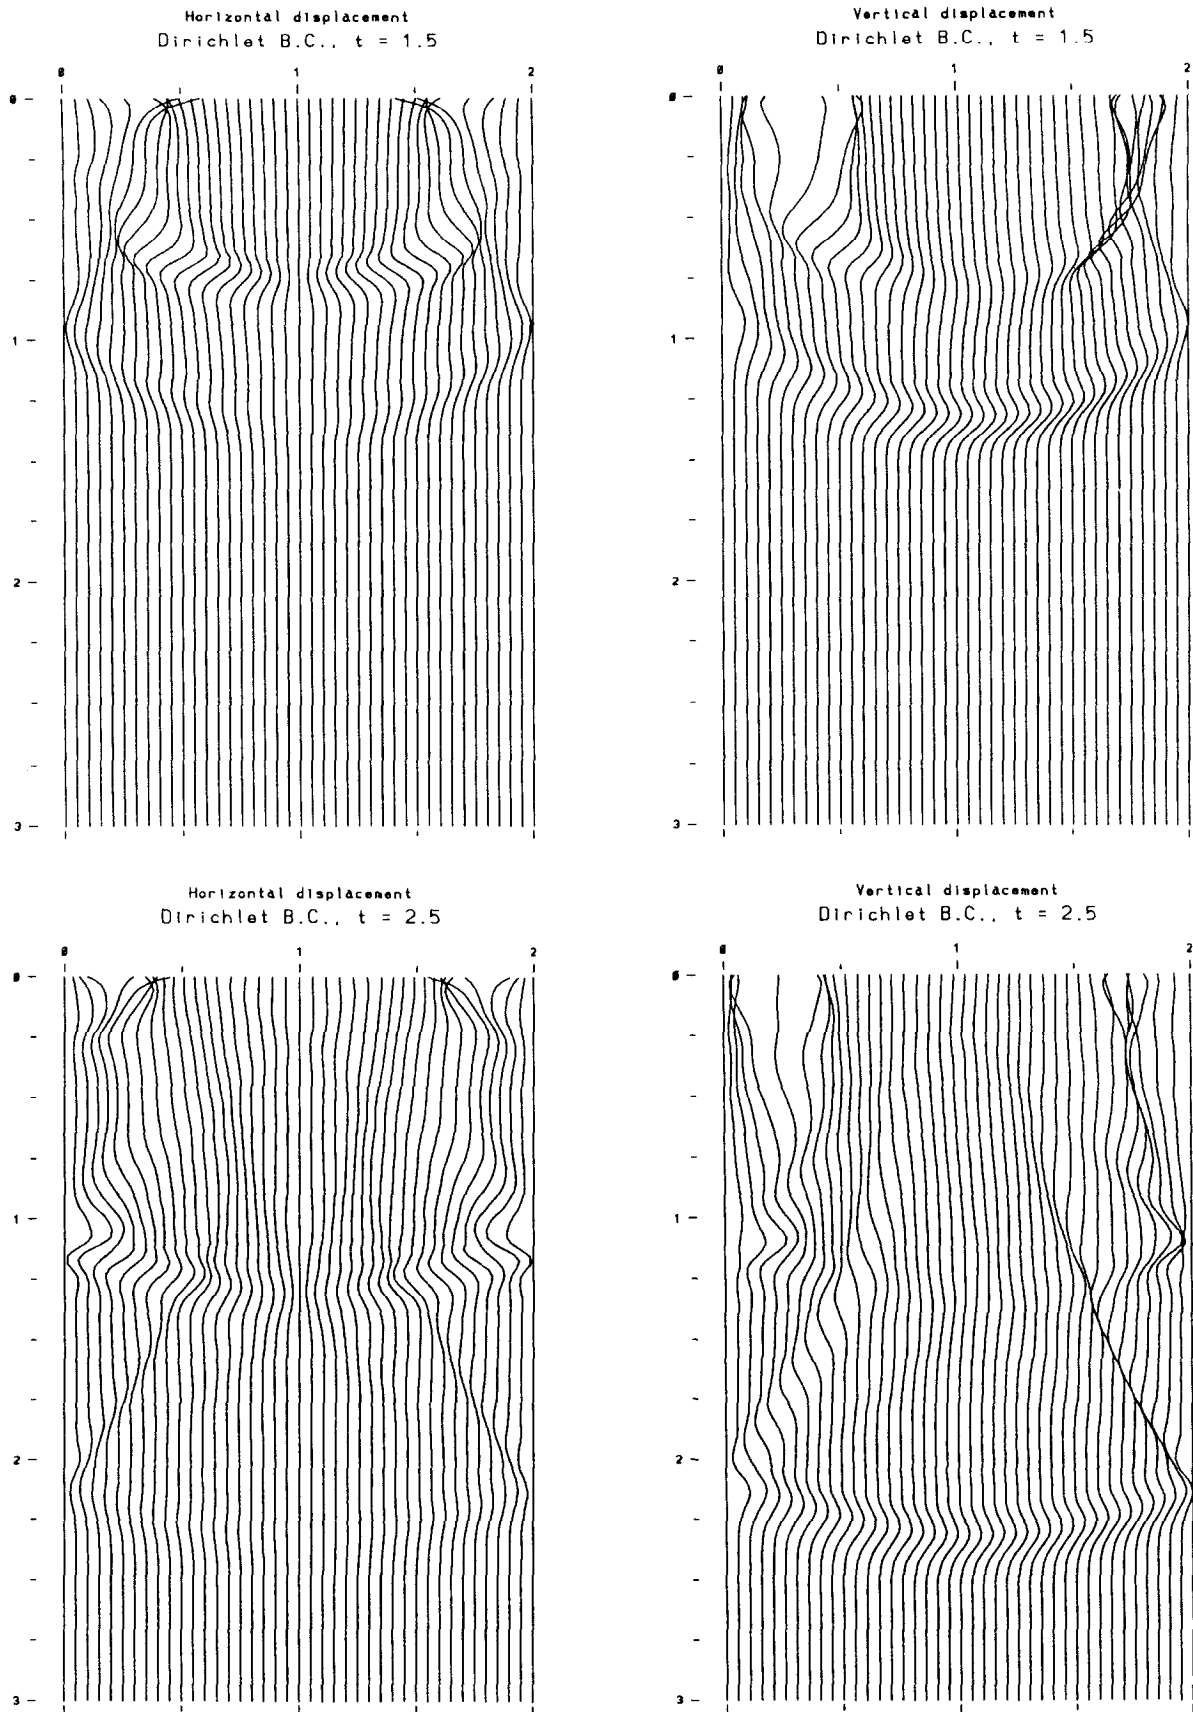 Horizontal displacement
Dirichlet B.C., t = 1.5
0 1 2
0
1
2
3
Vertical displacement
Dirichlet B.C., t = 1.5
0 1 2
0
1
2
3
Horizontal displacement
Dirichlet B.C., t = 2.5
0 1 2
0
1
2
3
Vertical displacement
Dirichlet B.C., t = 2.5
0 1 2
0
1
2
3